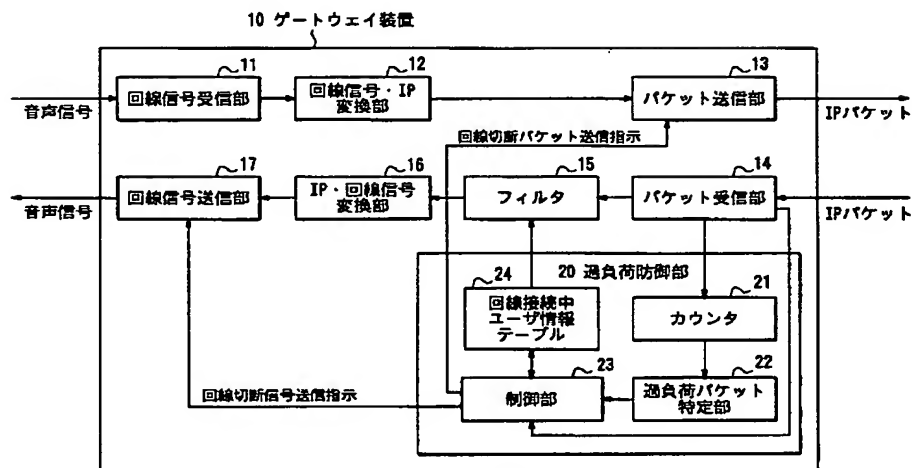 10 ゲートウェイ装置
11
12
13
音声信号
回線信号受信部
回線信号・IP
変換部
パケット送信部
IPパケット
回線切断パケット送信指示
17
16
15
14
音声信号
回線信号送信部
IP・回線信号
変換部
フィルタ
パケット受信部
IPパケット
20 過負荷防御部
24
回線接続中
ユーザ情報
テーブル
21
カウンタ
23
制御部
22
過負荷パケット
特定部
回線切断信号送信指示